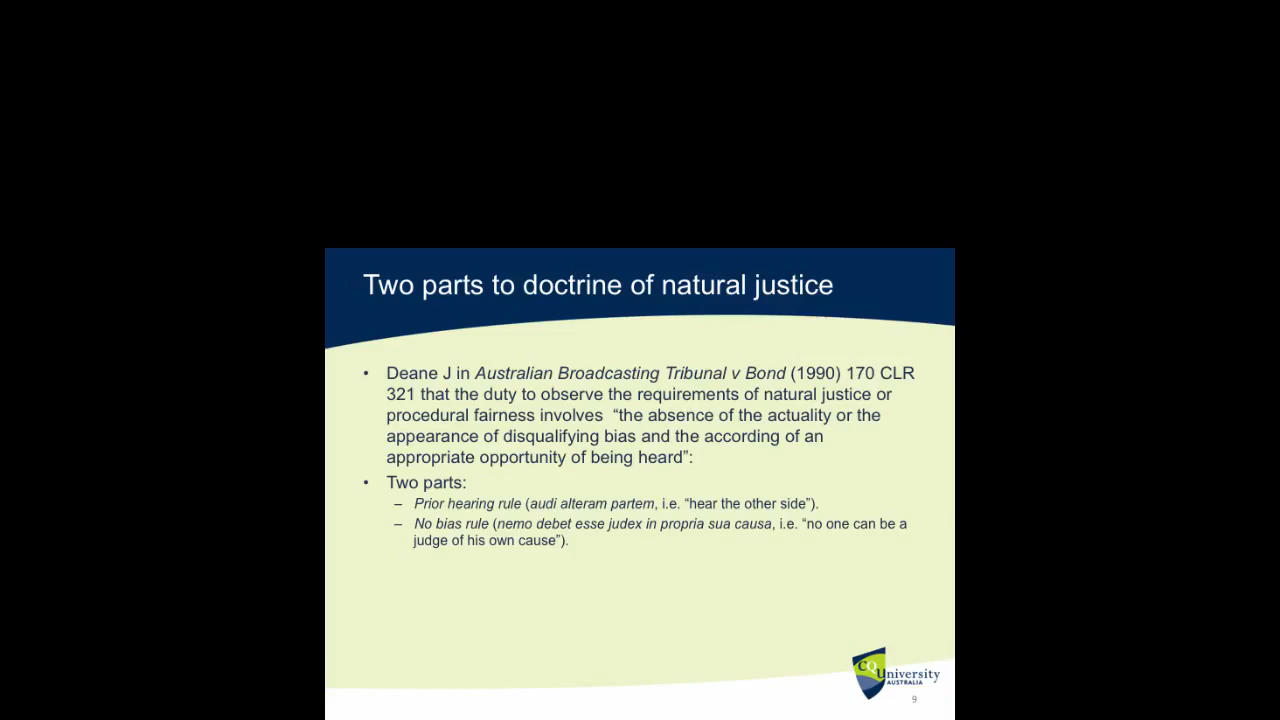 Two parts to doctrine of natural justice
• Deane J in Australian Broadcasting Tribunal v Bond (1990) 170 CLR
321 that the duty to observe the requirements of natural justice or
procedural fairness involves “the absence of the actuality or the
appearance of disqualifying bias and the according of an
appropriate opportunity of being heard”:
• Two parts:
– Prior hearing rule (audi alteram partem, i.e. “hear the other side”).
– No bias rule (nemo debet esse judex in propria sua causa, i.e. “no one can be a
judge of his own cause”).
CQUniversity
AUSTRALIA
9